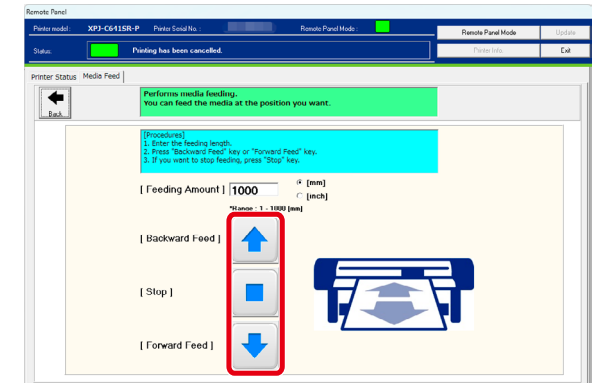 Remote Panel
Printer model : XPJ-C641SR-P Printer Serial No. : Remote Panel Mode :
Remote Panel Mode Update
Status: Printing has been cancelled.
Printer Info. Exit
Printer Status Media Feed
Back
Performs media feeding.
You can feed the media at the position you want.
[Procedures]
1. Enter the feeding length.
2. Press "Backward Feed" key or "Forward Feed" key.
3. If you want to stop feeding, press "Stop" key.
[ Feeding Amount ] 1000 [mm]
[inch]
*Range : 1 - 1000 [mm]
[ Backward Feed ]
[ Stop ]
[ Forward Feed ]